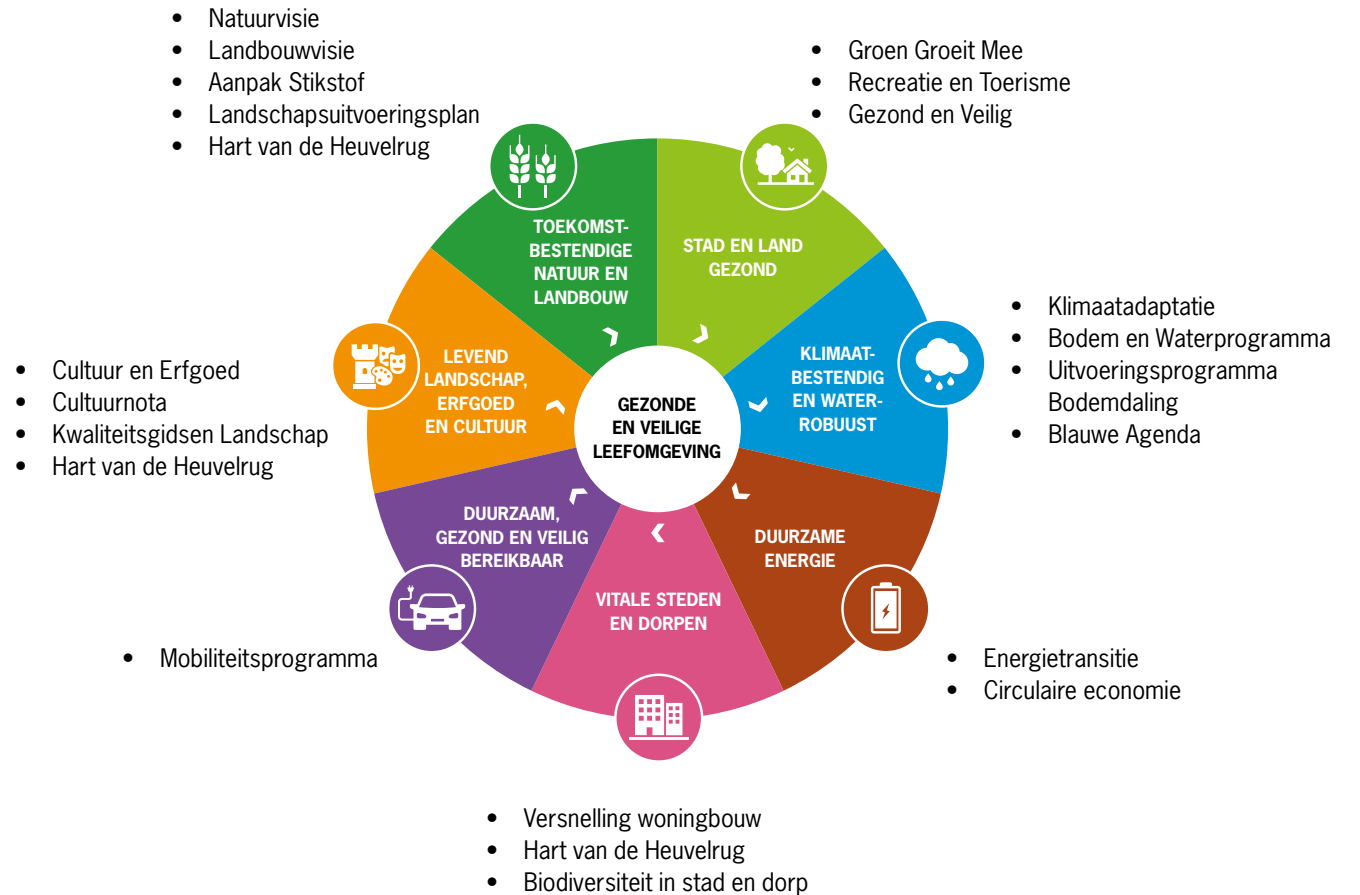 • Natuurvisie
• Landbouwvisie
• Aanpak Stikstof
• Landschapsuitvoeringsplan
• Hart van de Heuvelrug
• Groen Groeit Mee
• Recreatie en Toerisme
• Gezond en Veilig
TOEKOMST-
BESTENDIGE
NATUUR EN
LANDBOUW
STAD EN LAND
GEZOND
• Klimaatadaptatie
• Bodem en Waterprogramma
• Uitvoeringsprogramma
Bodemdaling
• Blauwe Agenda
KLIMAAT-
BESTENDIG
EN WATER-
ROBUUST
LEVEND
LANDSCHAP,
ERFGOED
EN CULTUUR
• Cultuur en Erfgoed
• Cultuurnota
• Kwaliteitsgidsen Landschap
• Hart van de Heuvelrug
GEZONDE
EN VEILIGE
LEEFOMGEVING
DUURZAAM,
GEZOND EN VEILIG
BEREIKBAAR
DUURZAME
ENERGIE
VITALE STEDEN
EN DORPEN
• Mobiliteitsprogramma
• Energietransitie
• Circulaire economie
• Versnelling woningbouw
• Hart van de Heuvelrug
• Biodiversiteit in stad en dorp